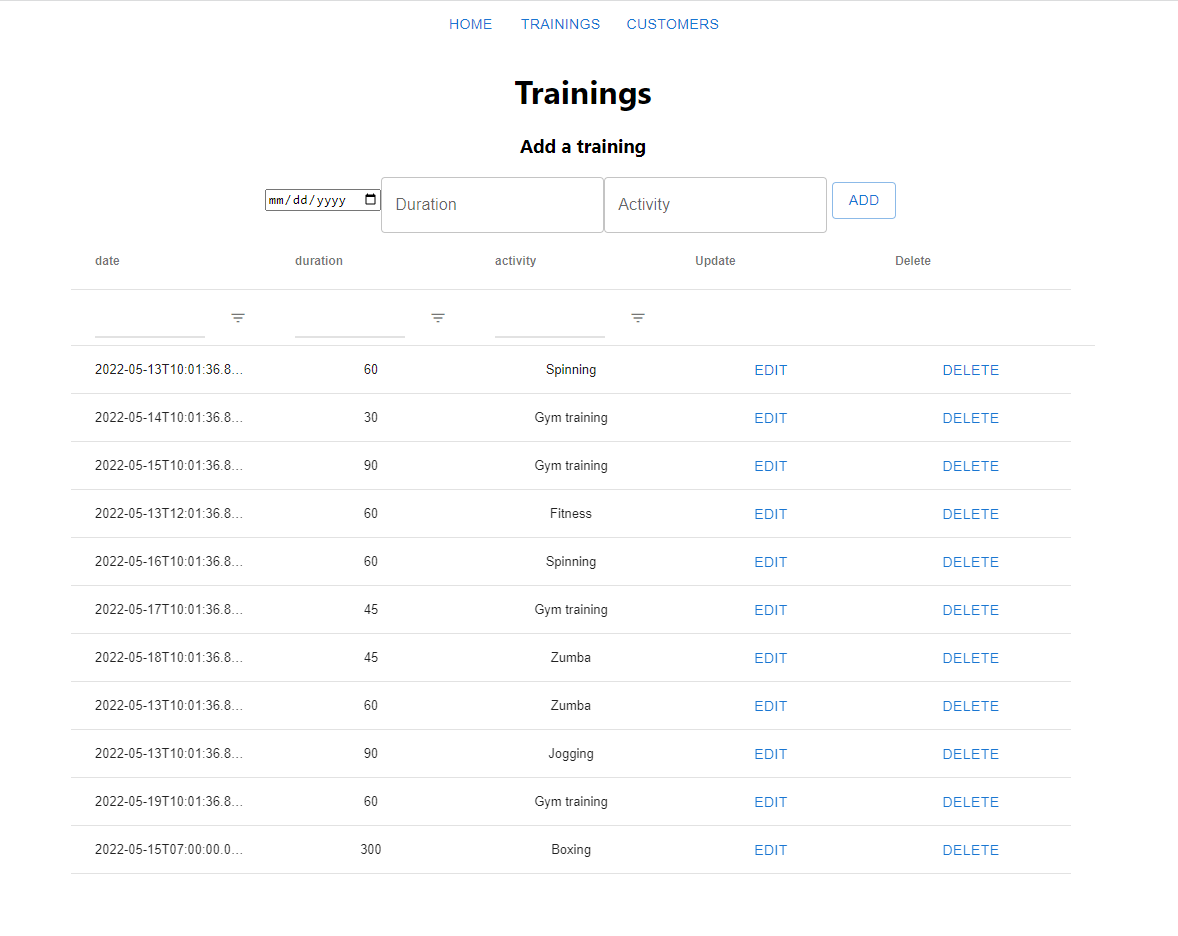 HOME TRAININGS CUSTOMERS
Trainings
Add a training
mm/dd/yyyy Duration Activity ADD
date duration activity Update Delete
2022-05-13T10:01:36.8... 60 Spinning EDIT DELETE
2022-05-14T10:01:36.8... 30 Gym training EDIT DELETE
2022-05-15T10:01:36.8... 90 Gym training EDIT DELETE
2022-05-13T12:01:36.8... 60 Fitness EDIT DELETE
2022-05-16T10:01:36.8... 60 Spinning EDIT DELETE
2022-05-17T10:01:36.8... 45 Gym training EDIT DELETE
2022-05-18T10:01:36.8... 45 Zumba EDIT DELETE
2022-05-13T10:01:36.8... 60 Zumba EDIT DELETE
2022-05-13T10:01:36.8... 90 Jogging EDIT DELETE
2022-05-19T10:01:36.8... 60 Gym training EDIT DELETE
2022-05-15T07:00:00.0... 300 Boxing EDIT DELETE